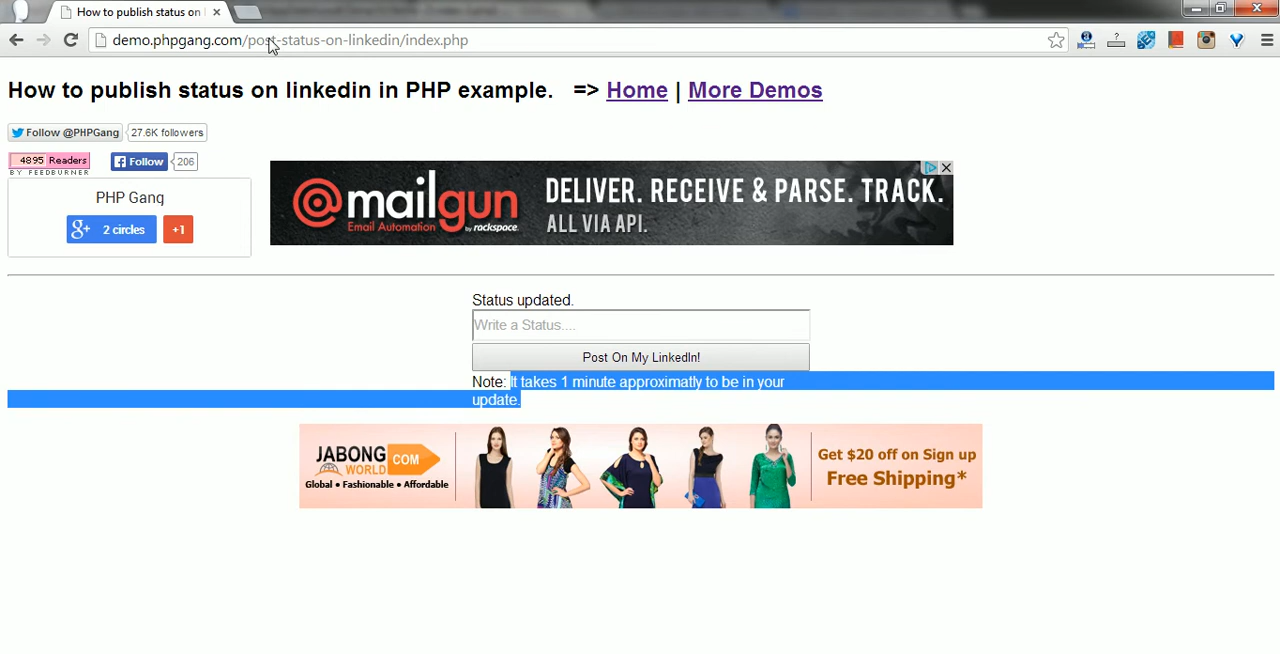 How to publish status on l
demo.phpgang.com/post-status-on-linkedin/index.php
How to publish status on linkedin in PHP example. => Home | More Demos
Follow @PHPGang 27.6K followers
4895 Readers
BY FEEDBURNER
Follow 206
PHP Gang
g+ 2 circles +1
@mailgun
Email Automation by rackspace.
DELIVER. RECEIVE & PARSE. TRACK.
ALL VIA API.
Status updated.
Write a Status....
Post On My LinkedIn!
Note: It takes 1 minute approximatly to be in your
update.
JABONG COM
WORLD
Global • Fashionable • Affordable
Get $20 off on Sign up
Free Shipping*